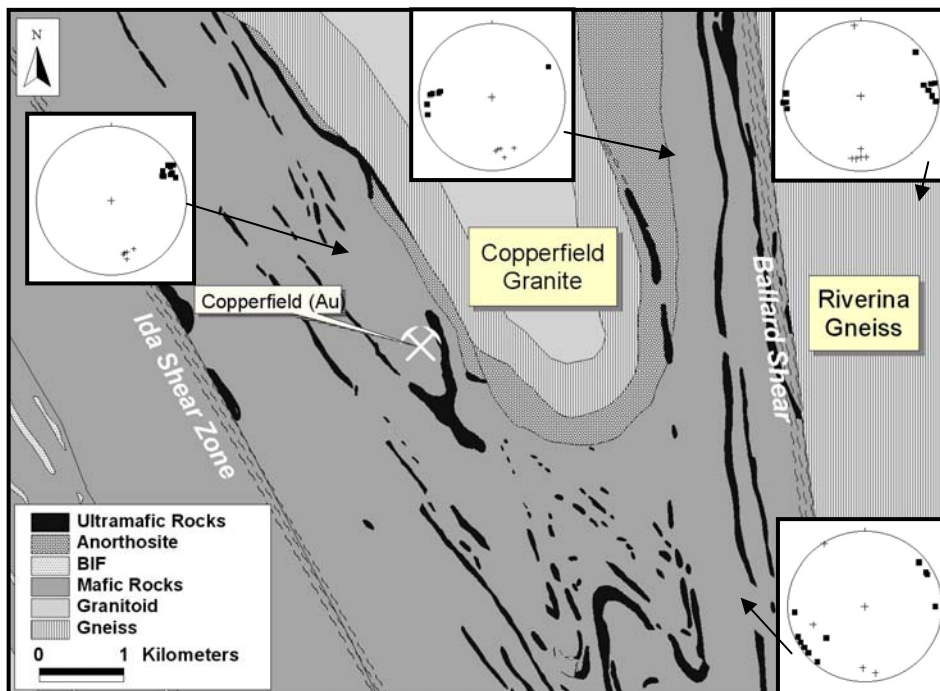 N
Copperfield
Granite
Copperfield (Au)
Riverina
Gneiss
Ida Shear Zone
Ballard Shear
Ultramafic Rocks
Anorthosite
BIF
Mafic Rocks
Granitoid
Gneiss
0 1 Kilometers